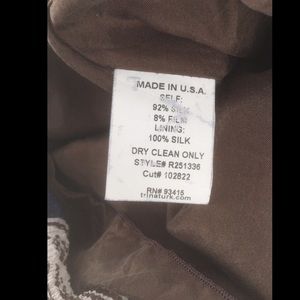 MADE IN U.S.A.
SELF:
92% SILK
8% FILM
LINING:
100% SILK
DRY CLEAN ONLY
STYLE# R251336
Cut# 102822
RN# 93415
trinaturk.com